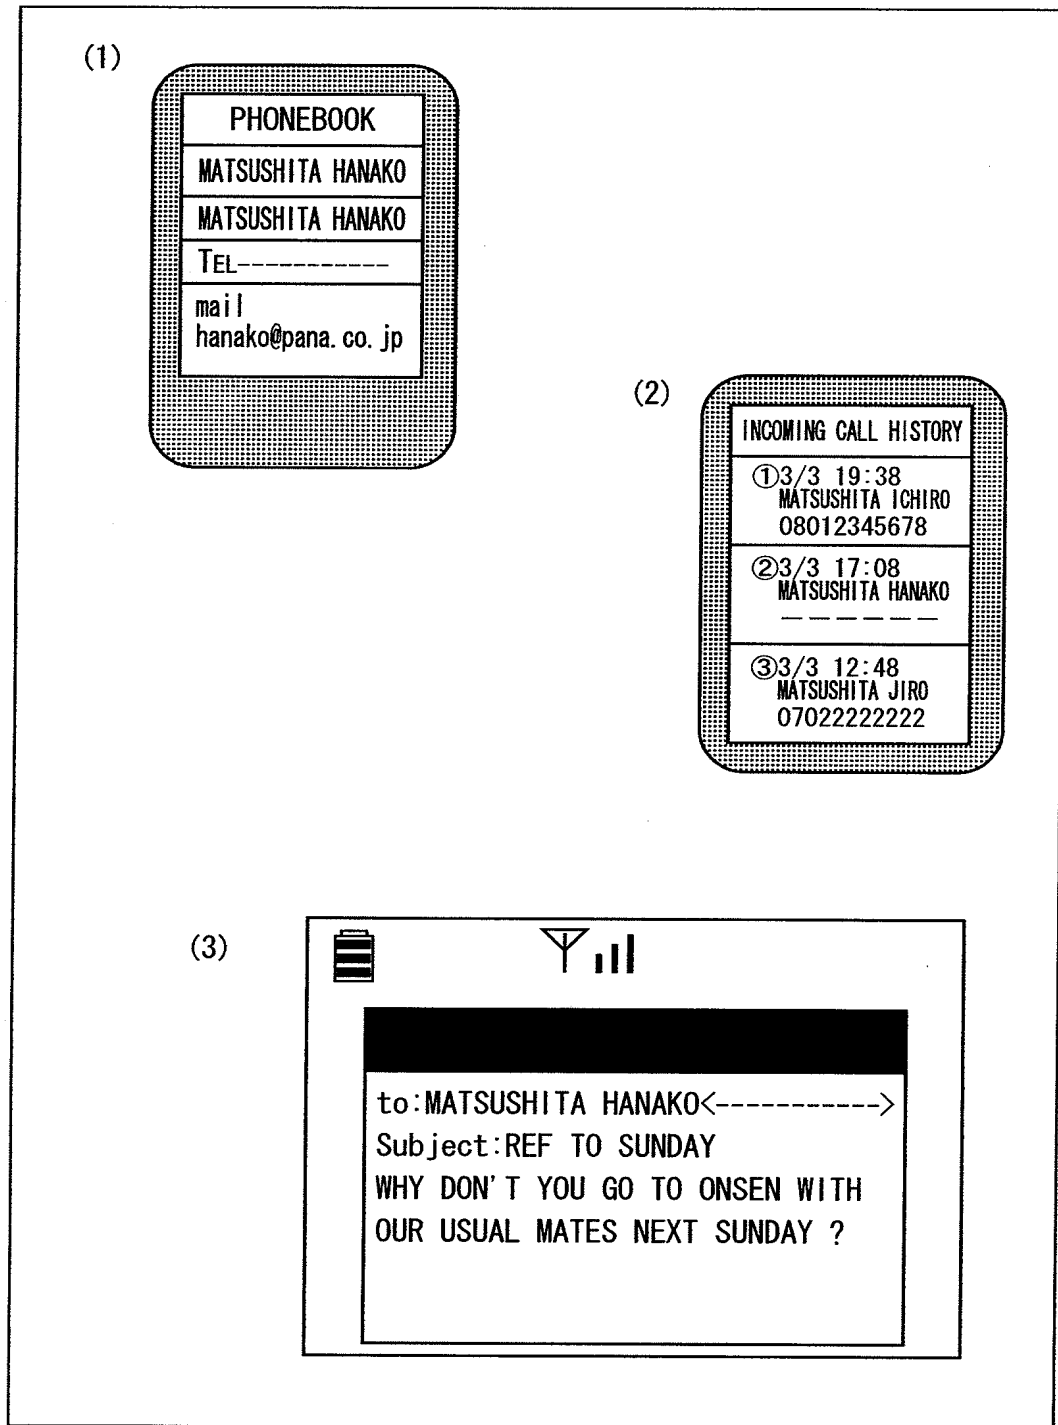 (1)
PHONEBOOK
MATSUSHITA HANAKO
MATSUSHITA HANAKO
TEL-----------
mail
hanako@pana.co.jp
(2)
INCOMING CALL HISTORY
①3/3 19:38
MATSUSHITA ICHIRO
08012345678
②3/3 17:08
MATSUSHITA HANAKO
------
③3/3 12:48
MATSUSHITA JIRO
07022222222
(3)
to:MATSUSHITA HANAKO<----------->
Subject:REF TO SUNDAY
WHY DON'T YOU GO TO ONSEN WITH
OUR USUAL MATES NEXT SUNDAY ?